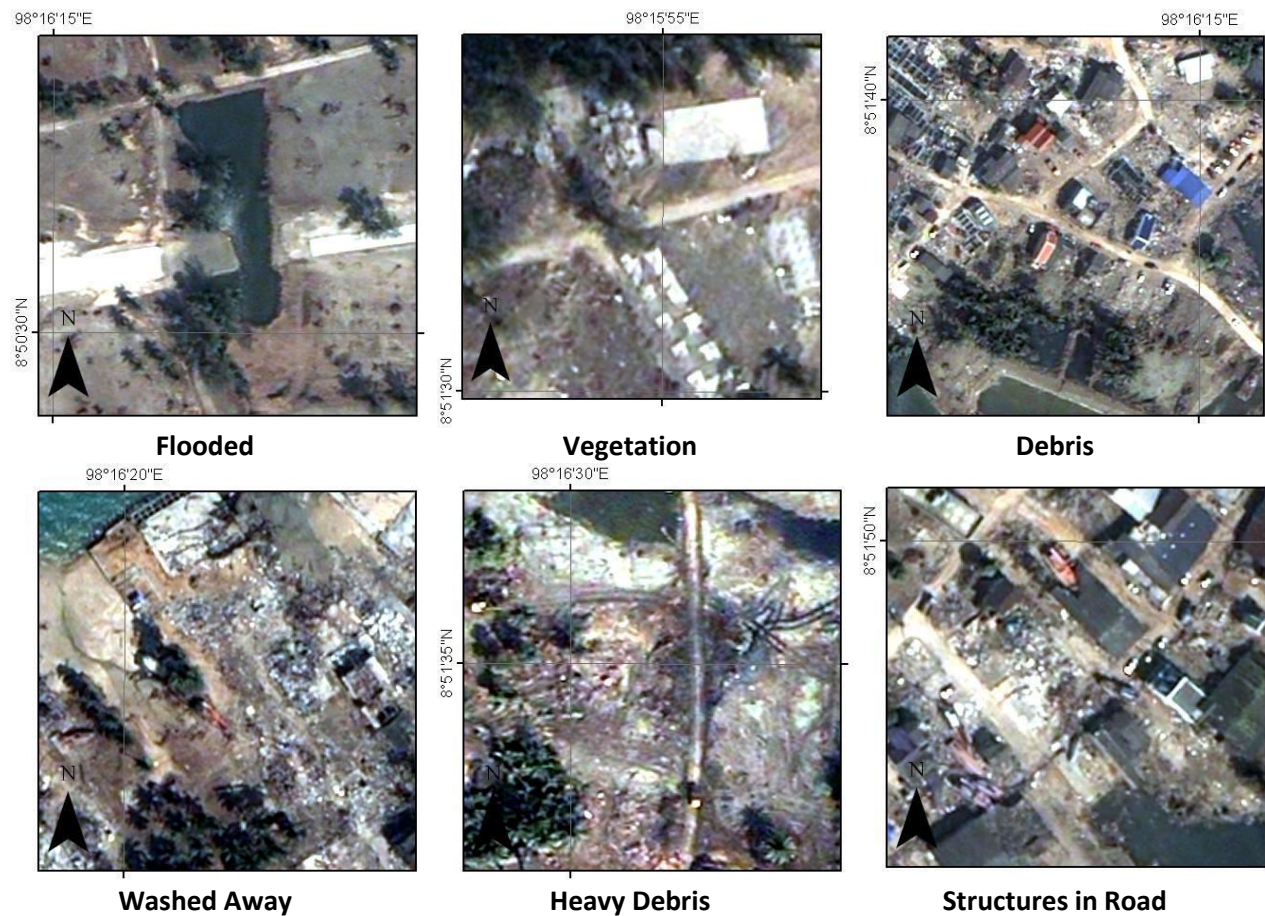 98°16'15"E
98°15'55"E
98°16'15"E
8°50'30"N
N
8°51'30"N
N
8°51'40"N
N
Flooded
Vegetation
Debris
98°16'20"E
98°16'30"E
N
8°51'35"N
N
8°51'50"N
N
Washed Away
Heavy Debris
Structures in Road